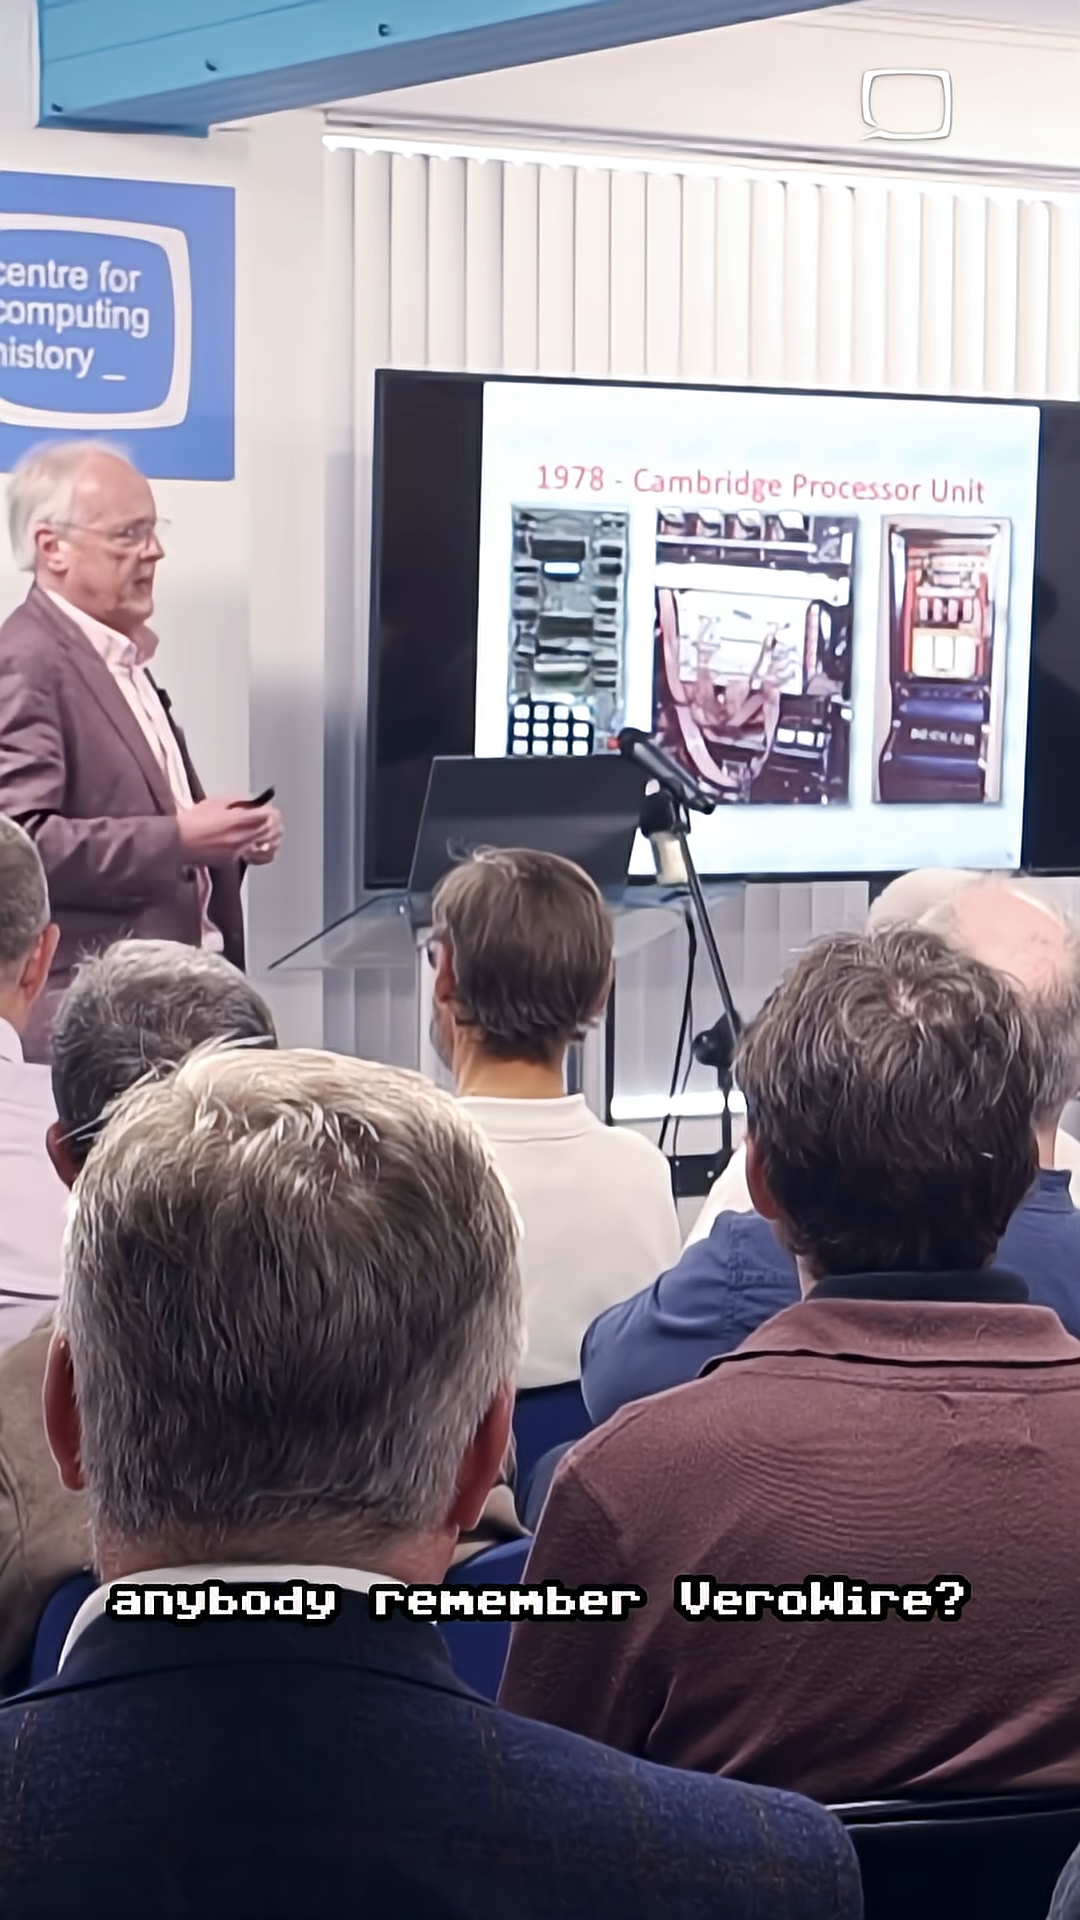 centre for
computing
history _
1978 - Cambridge Processor Unit
anybody remember VeroWire?